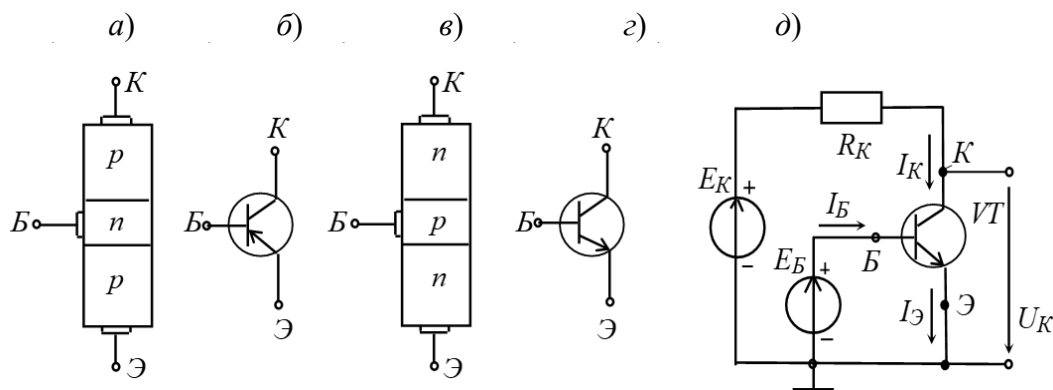 а) б) в) г) д)
К
p
Б n
p
Э
К
Б
Э
К
n
Б p
n
Э
К
Б
Э
R_К
I_К К
E_К +
I_Б VT
E_Б + Б
–
I_Э Э
– U_К